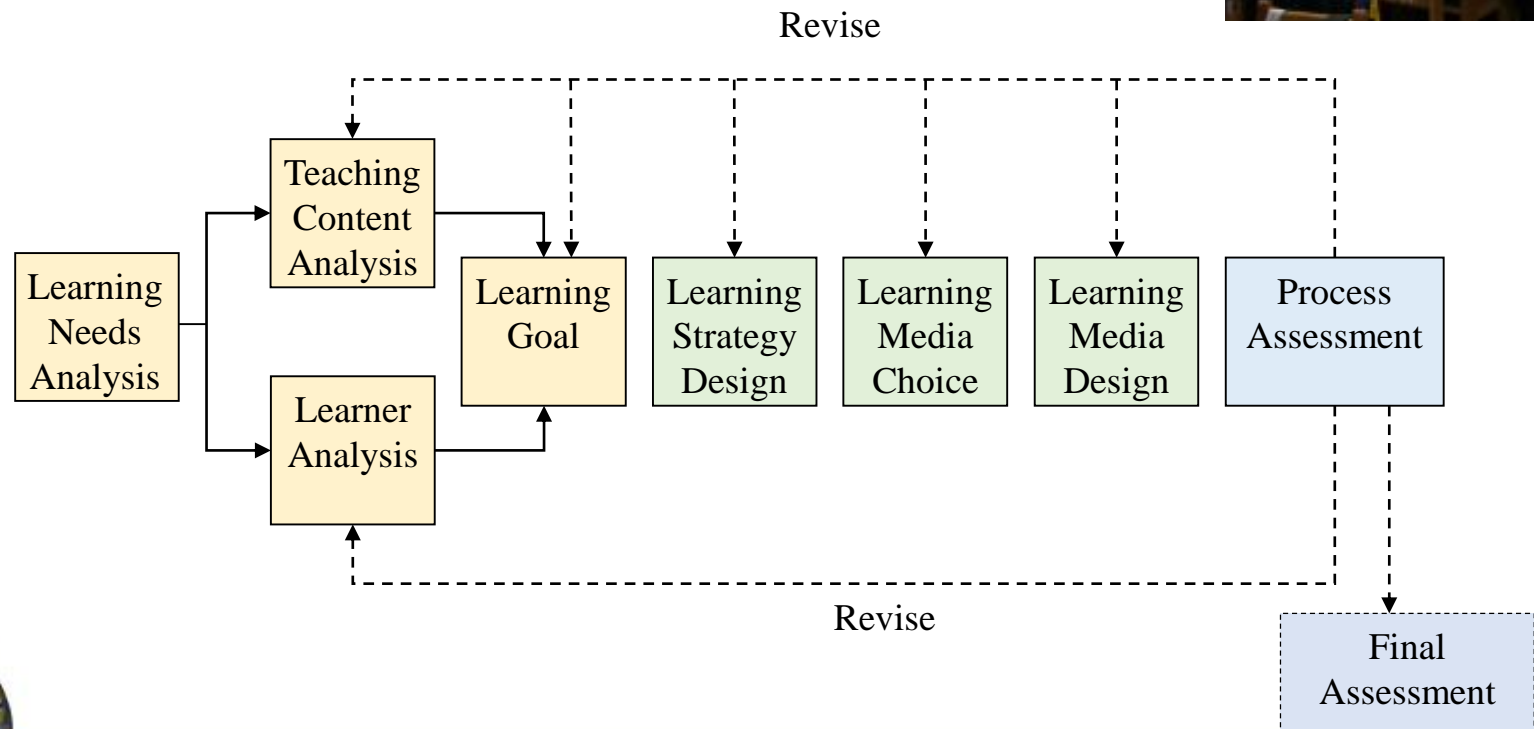 Revise
Teaching
Content
Analysis
Learning
Needs
Analysis
Learner
Analysis
Learning
Goal
Learning
Strategy
Design
Learning
Media
Choice
Learning
Media
Design
Process
Assessment
Revise
Final
Assessment